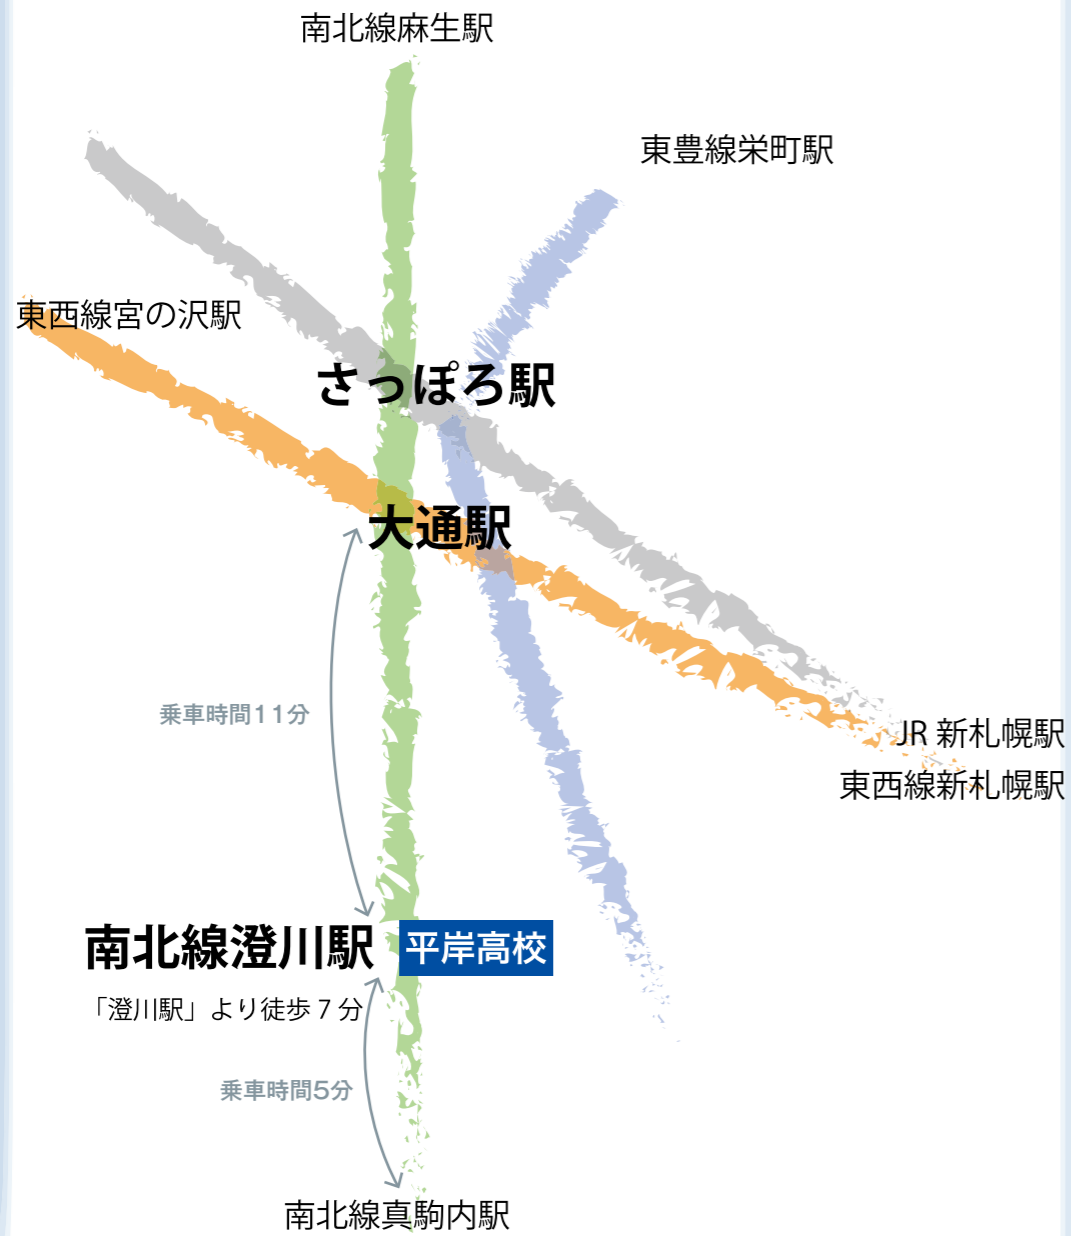 南北線麻生駅
東豊線栄町駅
東西線宮の沢駅
さっぽろ駅
大通駅
乗車時間11分
JR 新札幌駅
東西線新札幌駅
南北線澄川駅
平岸高校
「澄川駅」より徒歩 7 分
乗車時間5分
南北線真駒内駅